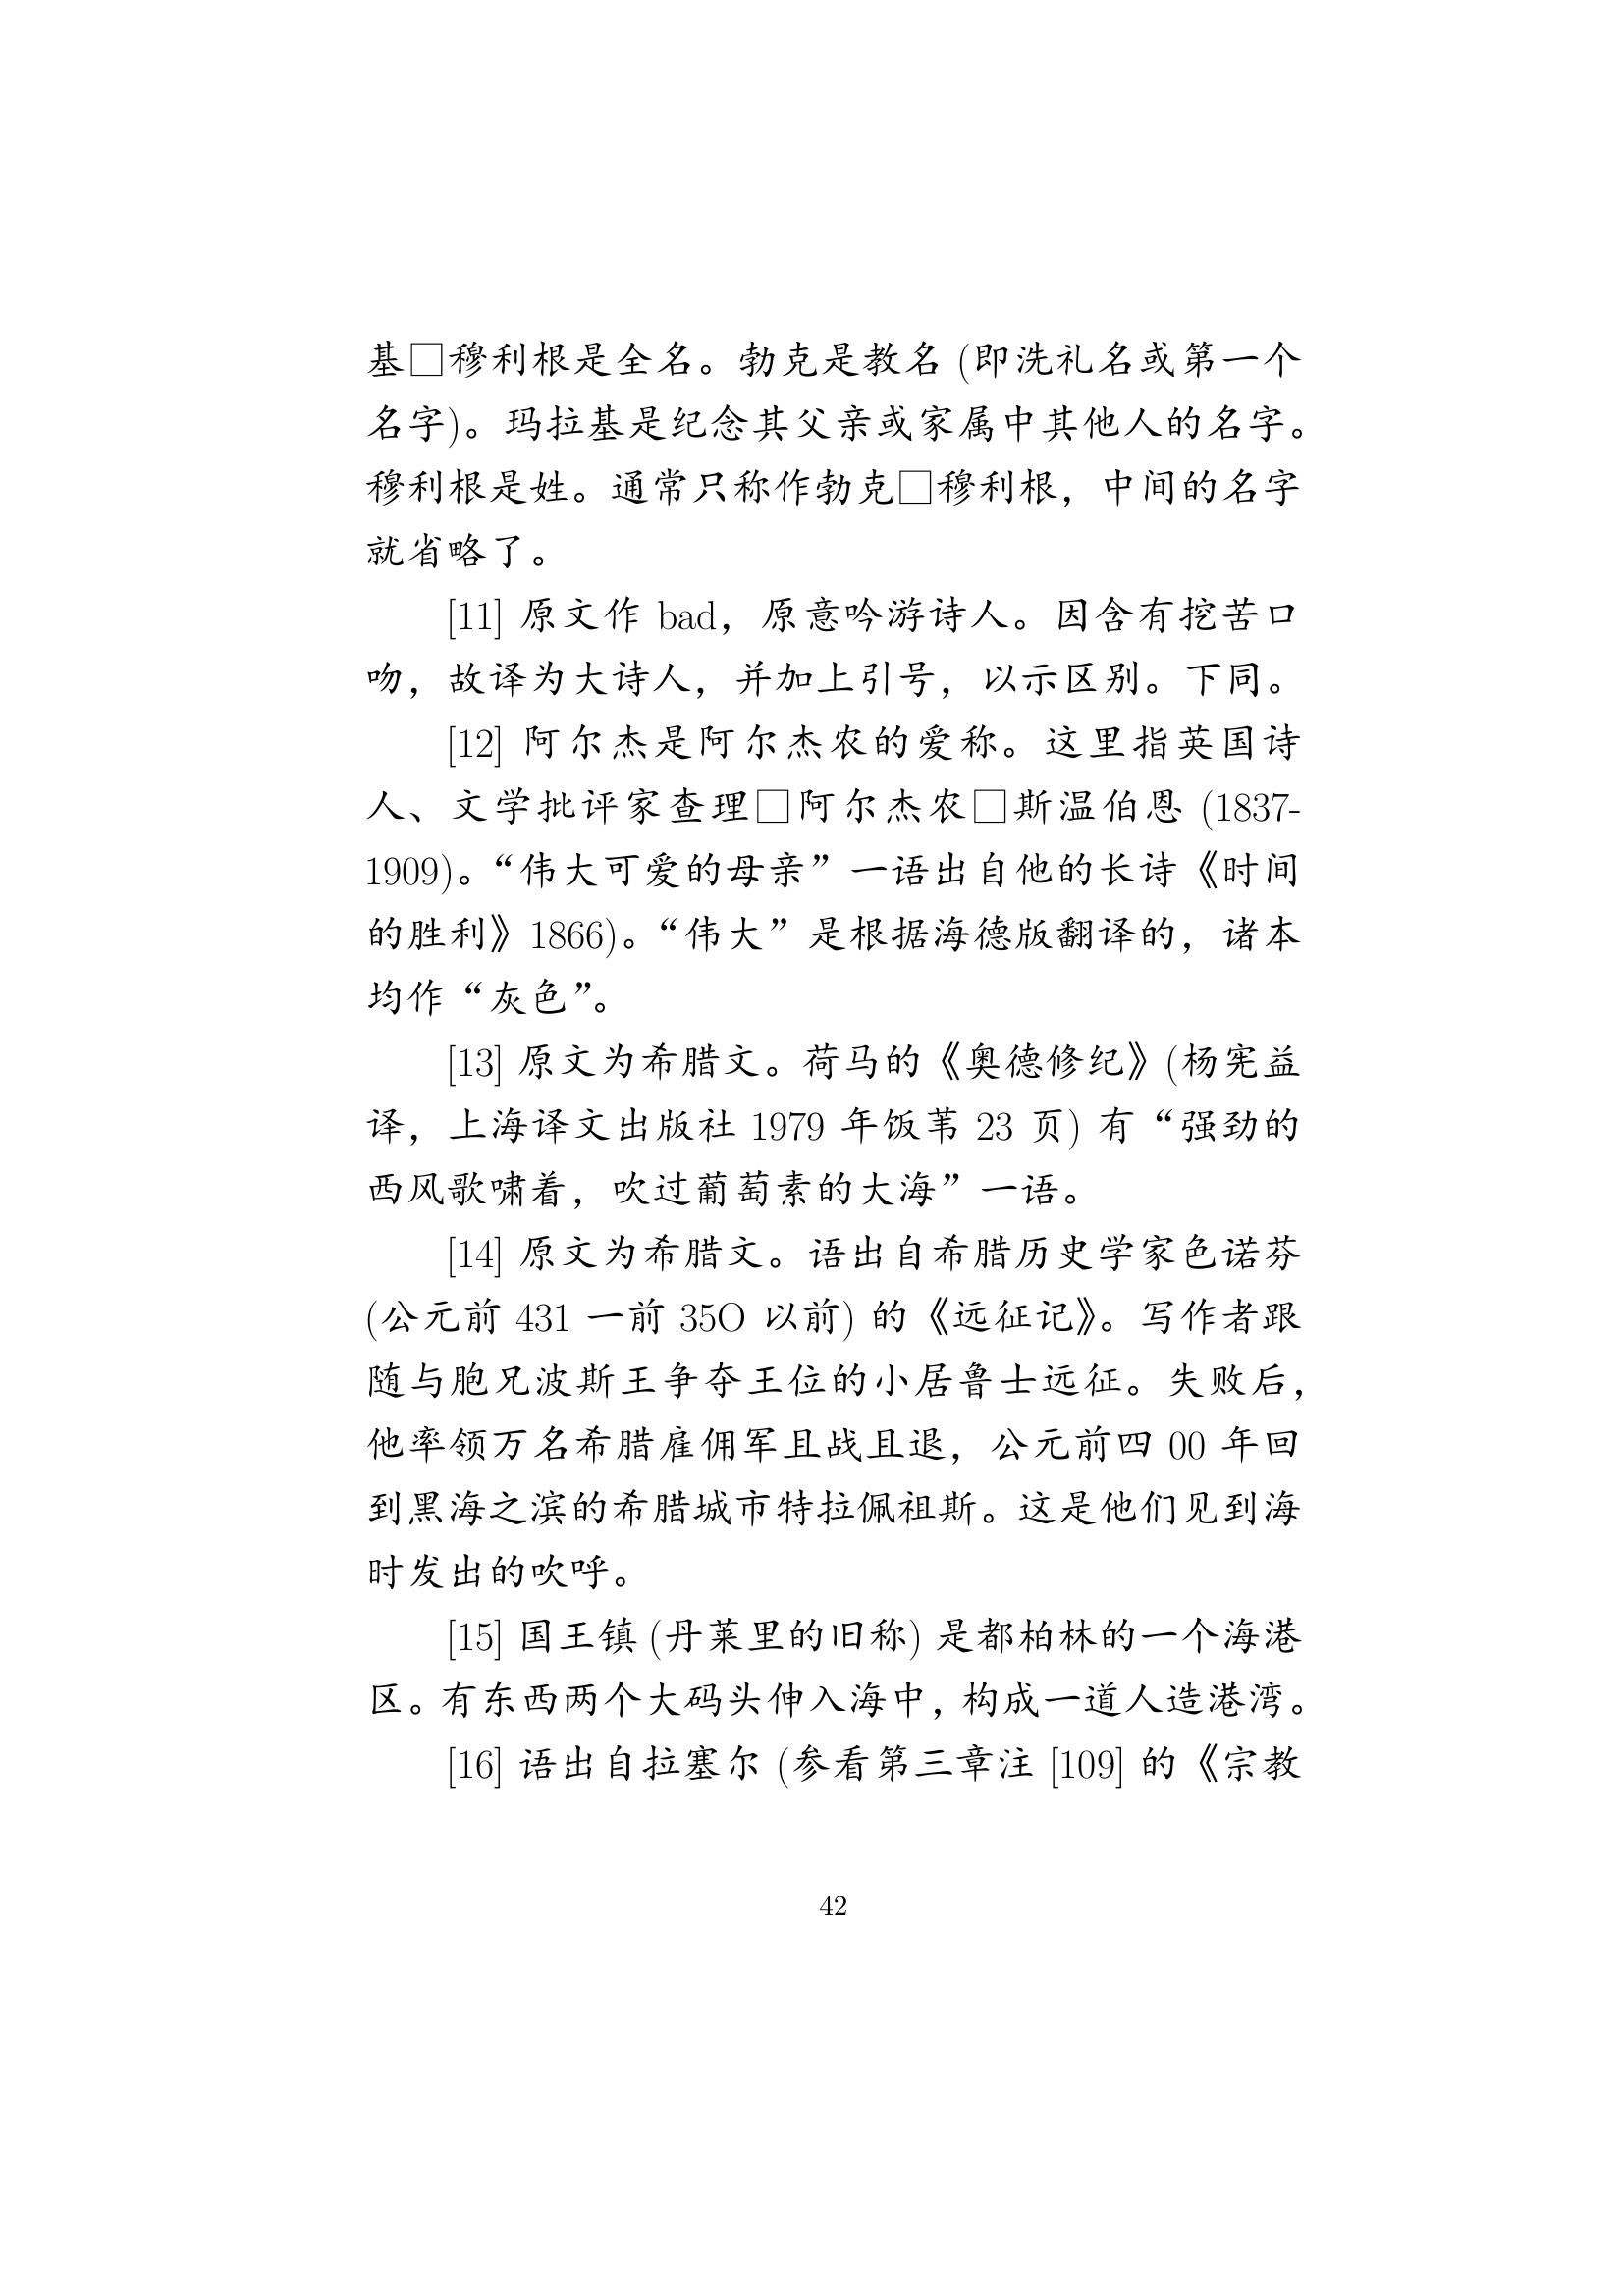 基□穆利根是全名。勃克是教名 (即洗礼名或第一个
名字)。玛拉基是纪念其父亲或家属中其他人的名字。
穆利根是姓。通常只称作勃克□穆利根，中间的名字
就省略了。
[11] 原文作 bad，原意吟游诗人。因含有挖苦口
吻，故译为大诗人，并加上引号，以示区别。下同。
[12] 阿尔杰是阿尔杰农的爱称。这里指英国诗
人、文学批评家查理□阿尔杰农□斯温伯恩 (1837-
1909)。“伟大可爱的母亲”一语出自他的长诗《时间
的胜利》1866)。“伟大”是根据海德版翻译的，诸本
均作“灰色”。
[13] 原文为希腊文。荷马的《奥德修纪》(杨宪益
译，上海译文出版社 1979 年饭苇 23 页) 有“强劲的
西风歌啸着，吹过葡萄素的大海”一语。
[14] 原文为希腊文。语出自希腊历史学家色诺芬
(公元前 431 一前 35O 以前) 的《远征记》。写作者跟
随与胞兄波斯王争夺王位的小居鲁士远征。失败后，
他率领万名希腊雇佣军且战且退，公元前四 00 年回
到黑海之滨的希腊城市特拉佩祖斯。这是他们见到海
时发出的吹呼。
[15] 国王镇 (丹莱里的旧称) 是都柏林的一个海港
区。有东西两个大码头伸入海中，构成一道人造港湾。
[16] 语出自拉塞尔 (参看第三章注 [109] 的《宗教
42